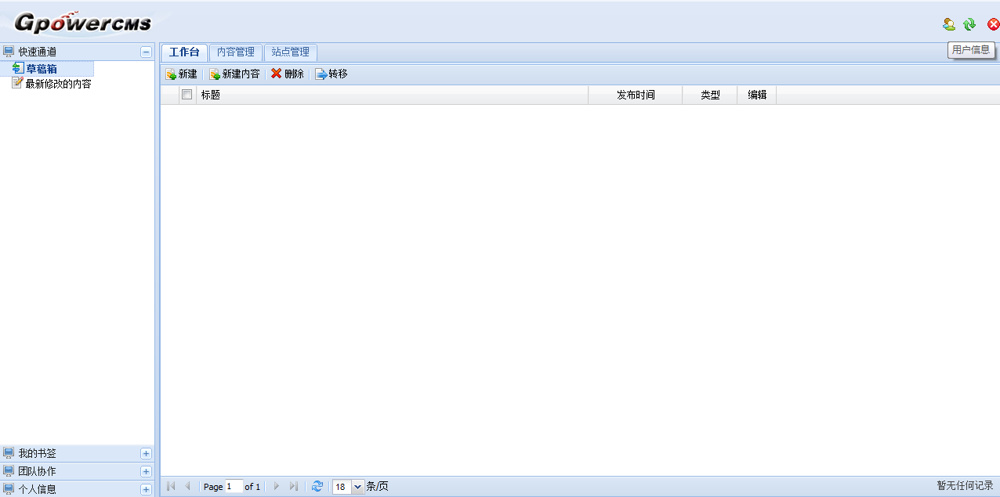 Gpowercms
用户信息
快速通道
草稿箱
最新修改的内容
我的书签
团队协作
个人信息
工作台 内容管理 站点管理
新建 新建内容 删除 转移
标题 发布时间 类型 编辑
Page 1 of 1 18 条/页 暂无任何记录